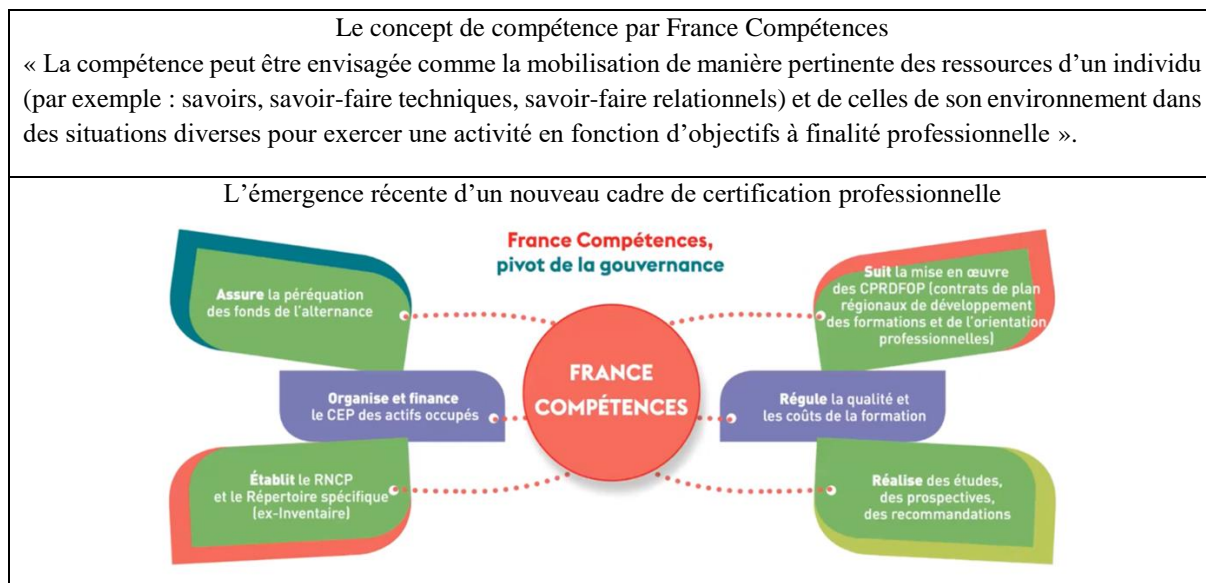 Le concept de compétence par France Compétences
« La compétence peut être envisagée comme la mobilisation de manière pertinente des ressources d’un individu
(par exemple : savoirs, savoir-faire techniques, savoir-faire relationnels) et de celles de son environnement dans
des situations diverses pour exercer une activité en fonction d’objectifs à finalité professionnelle ».
L’émergence récente d’un nouveau cadre de certification professionnelle
France Compétences,
pivot de la gouvernance
Assure la péréquation
des fonds de l’alternance
Organise et finance
le CEP des actifs occupés
Établit le RNCP
et le Répertoire spécifique
(ex-Inventaire)
FRANCE
COMPÉTENCES
Suit la mise en œuvre
des CPRDFOP (contrats de plan
régionaux de développement
des formations et de l’orientation
professionnelles)
Régule la qualité et
les coûts de la formation
Réalise des études,
des prospectives,
des recommandations